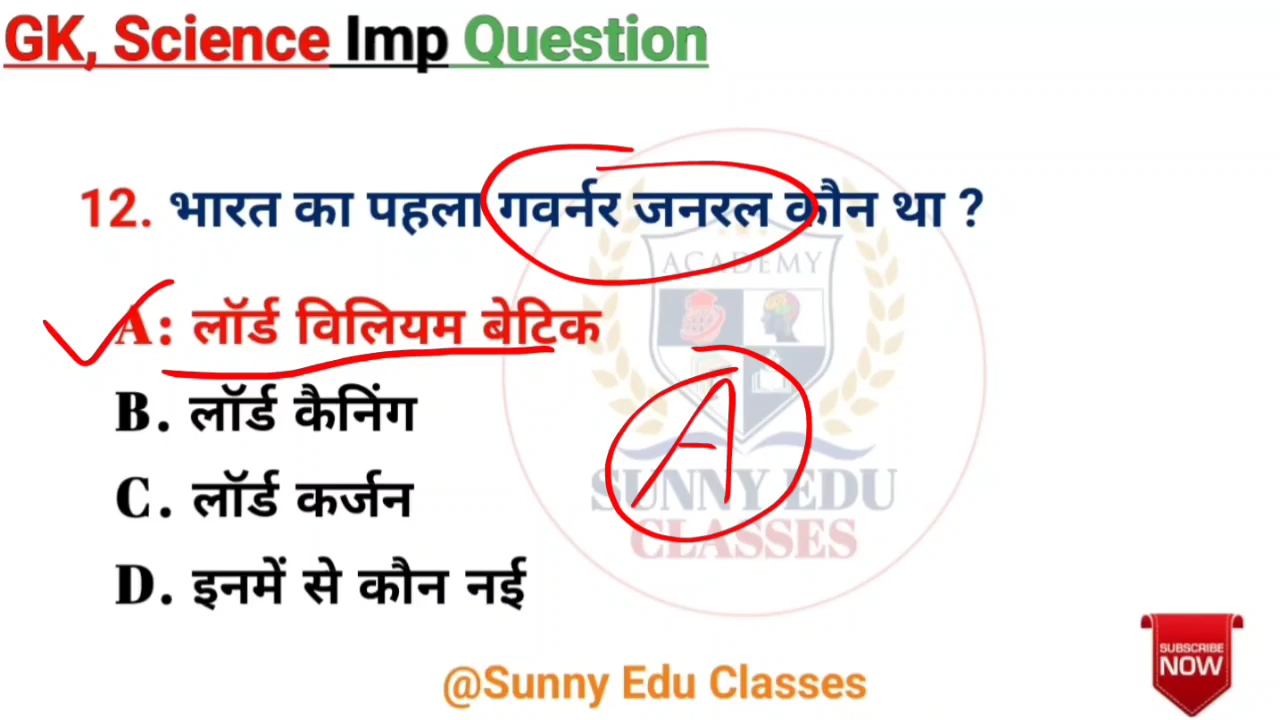 GK, Science Imp Question
12. भारत का पहला गवर्नर जनरल कौन था ?
A: लॉर्ड विलियम बेटिक
B. लॉर्ड कैनिंग
C. लॉर्ड कर्जन
D. इनमें से कौन नई
ACADEMY
A
SUNNY EDU
CLASSES
@Sunny Edu Classes
SUBSCRIBE
NOW